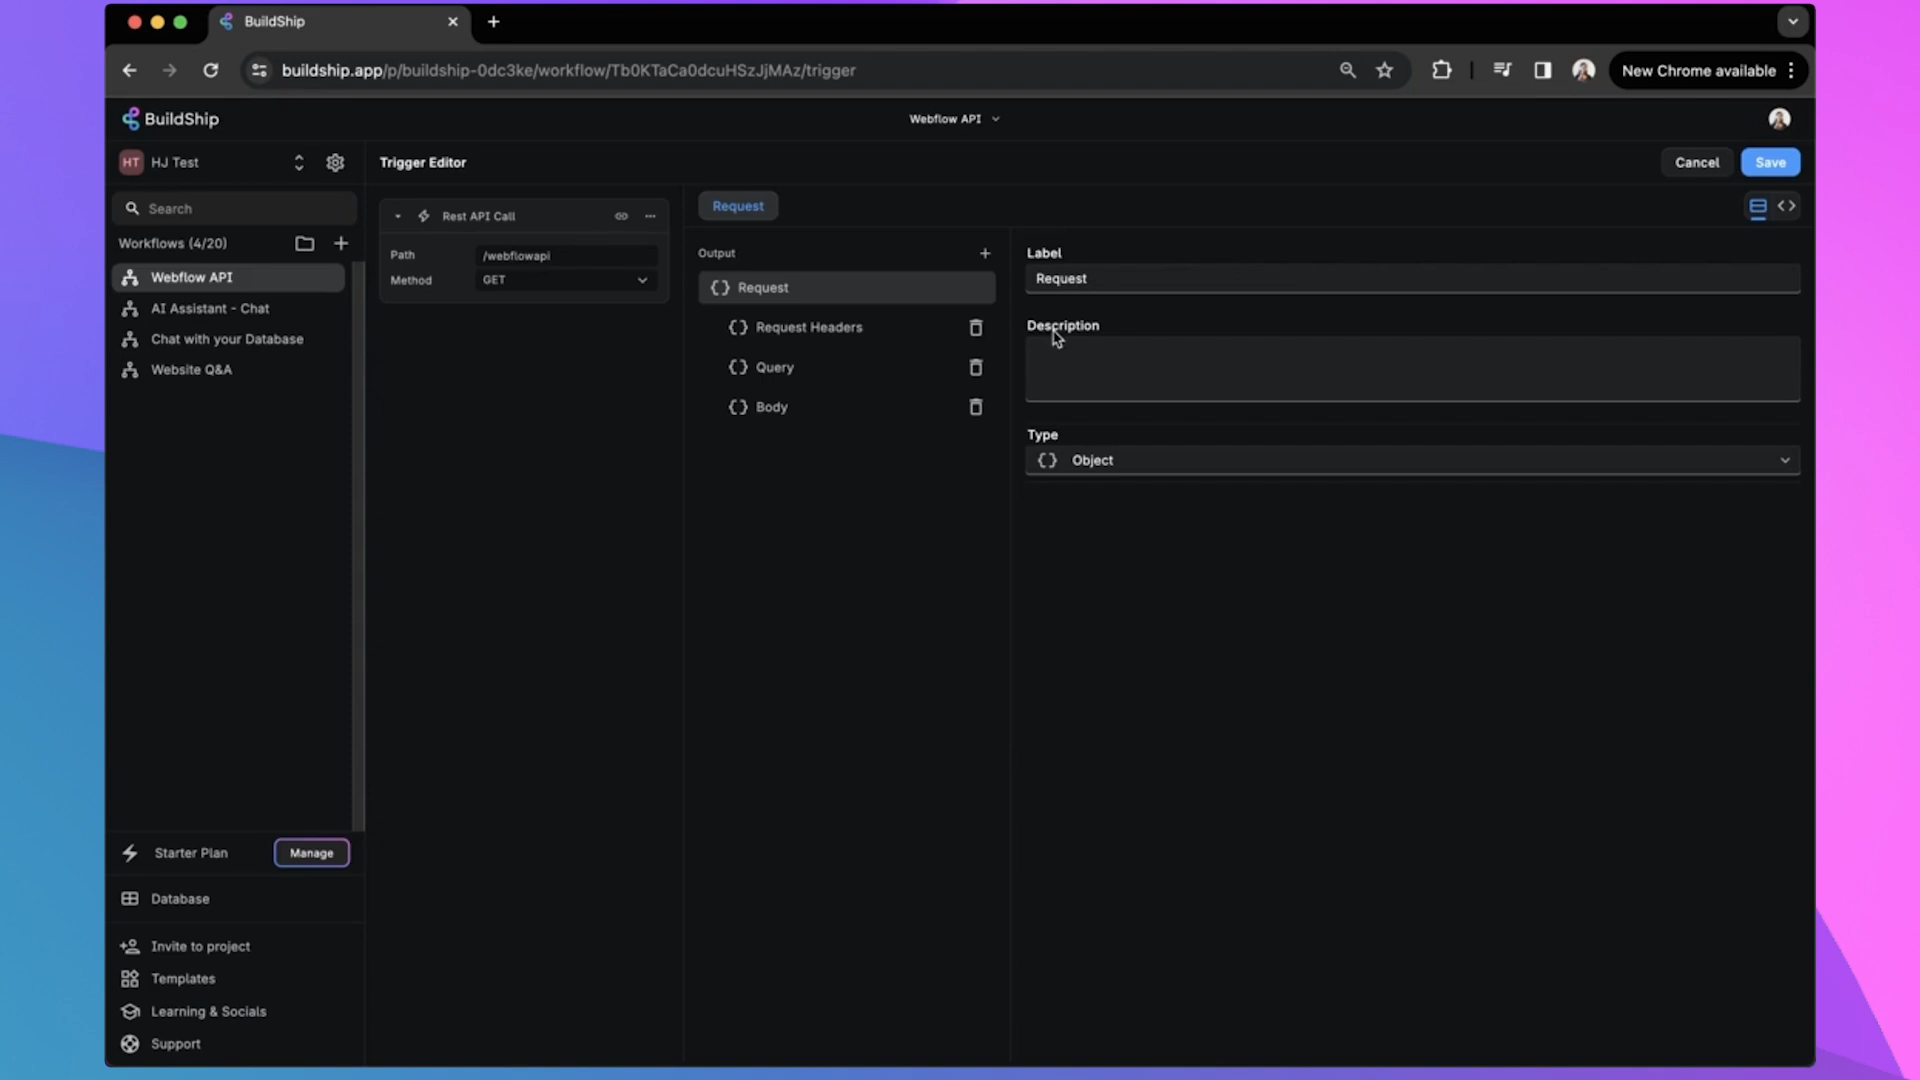 BuildShip
buildship.app/p/buildship-0dc3ke/workflow/Tb0KTaCa0dcuHSzJjMAz/trigger
New Chrome available
BuildShip
Webflow API
HT HJ Test
Trigger Editor
Cancel
Save
Search
Workflows (4/20)
Webflow API
AI Assistant - Chat
Chat with your Database
Website Q&A
Rest API Call
Path /webflowapi
Method GET
Request
Output
Request
Request Headers
Query
Body
Label
Request
Description
Type
Object
Starter Plan
Manage
Database
Invite to project
Templates
Learning & Socials
Support